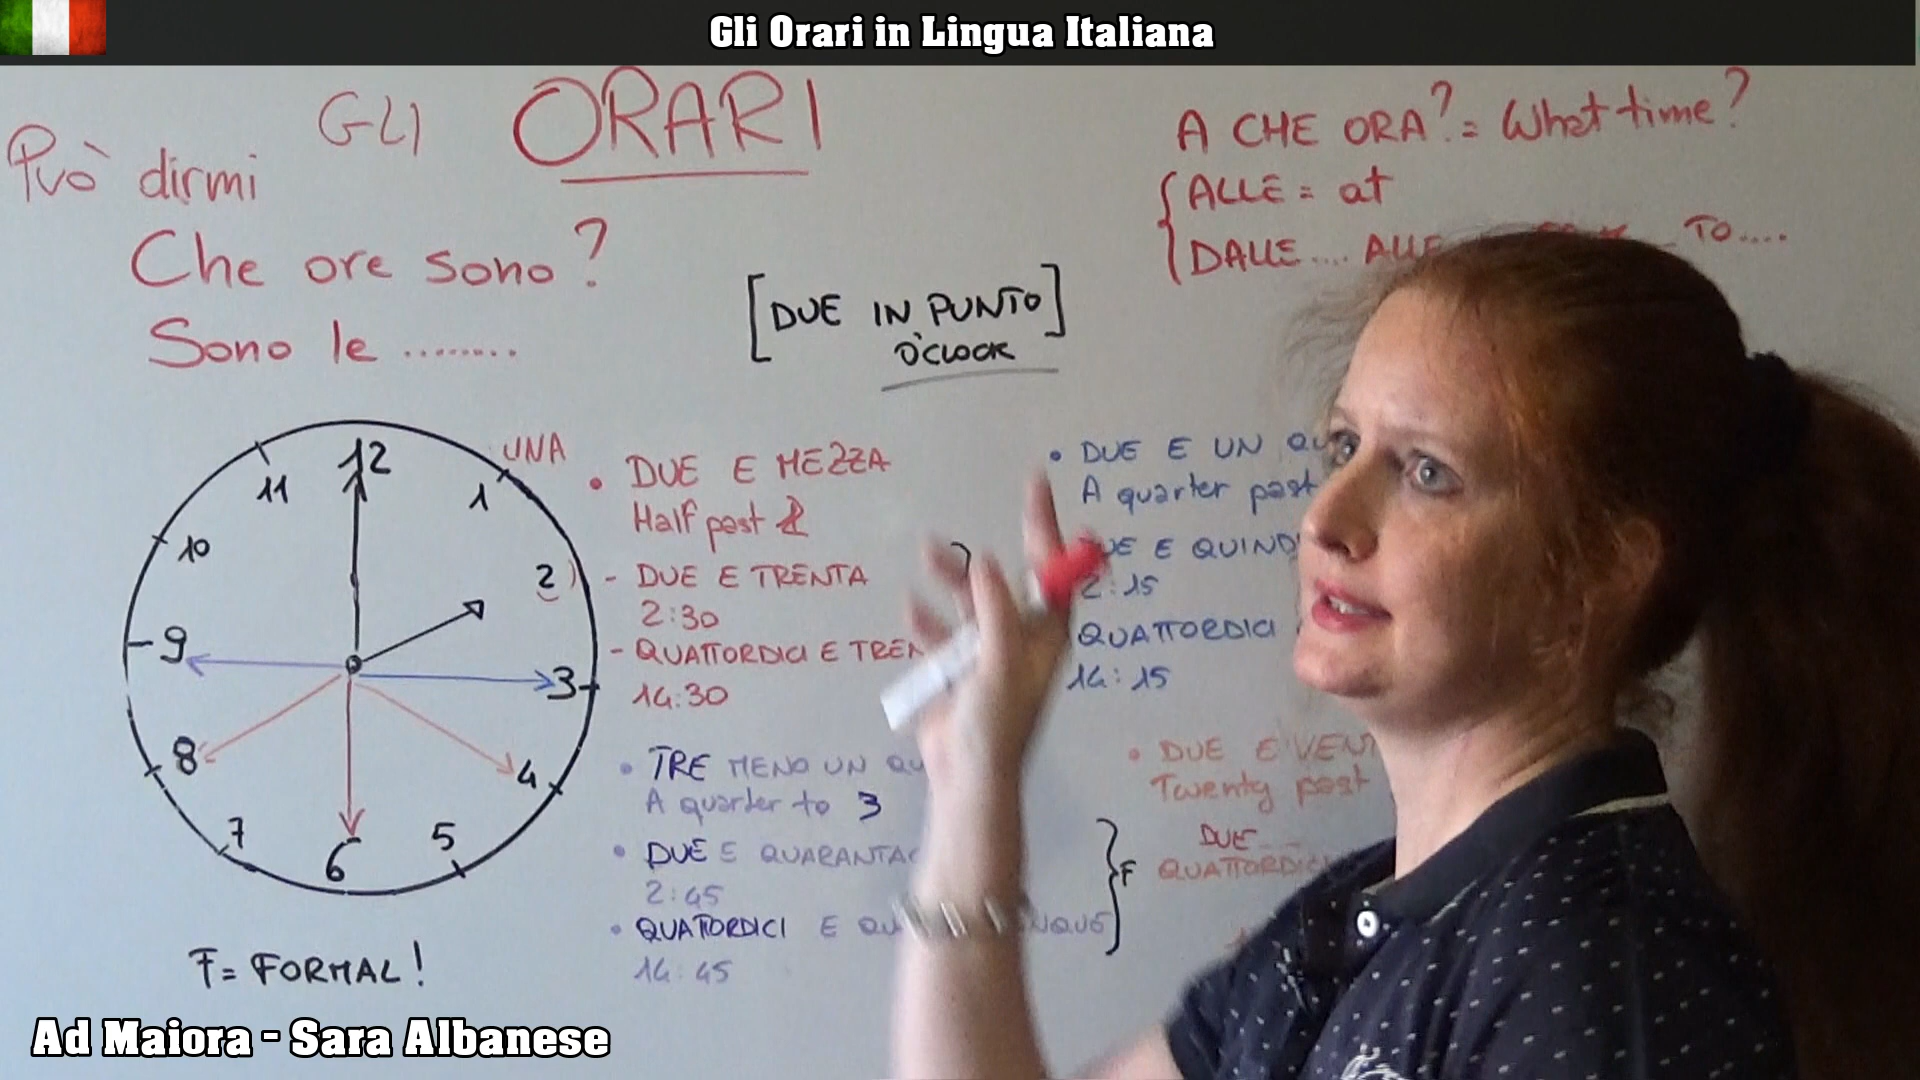 Gli Orari in Lingua Italiana
GLI ORARI
Può dirmi
Che ore sono?
Sono le ........
A CHE ORA? = What time?
ALLE = at
DALLE.... ALLE
TO....
[DUE IN PUNTO]
O'CLOCK
12
11
1
UNA
10
2
9
3
8
4
7
5
6
• DUE E MEZZA
Half past 2
- DUE E TRENTA
2:30
- QUATTORDICI E
14:30
• DUE E UN
A quarter past
E
2:15
QUATTORDICI
14:15
• TRE MENO UN
A quarter to 3
• DUE E
2:45
• QUATTORDICI E
14:45
} F
• DUE E
Twenty past
DUE...
F = FORMAL!
Ad Maiora - Sara Albanese